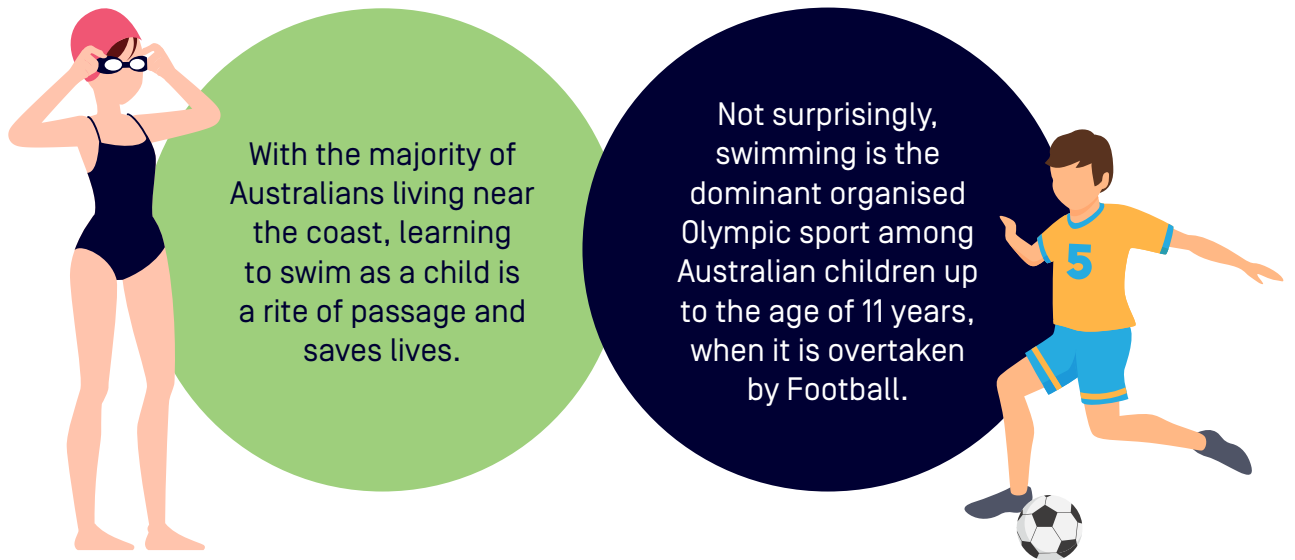 With the majority of
Australians living near
the coast, learning
to swim as a child is
a rite of passage and
saves lives.
Not surprisingly,
swimming is the
dominant organised
Olympic sport among
Australian children up
to the age of 11 years,
when it is overtaken
by Football.
5